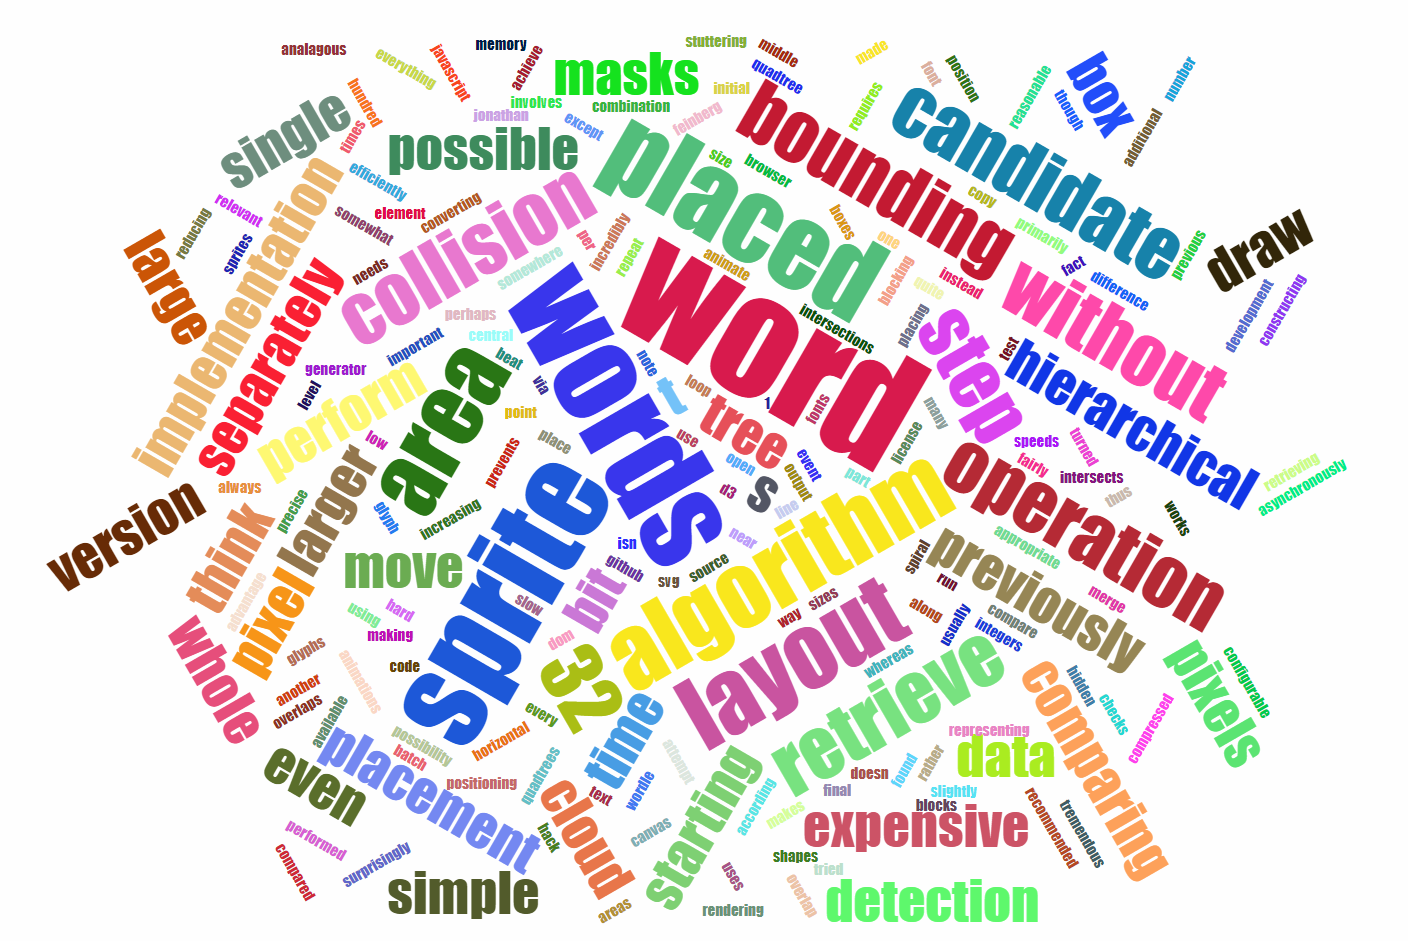 analagous
everything
javascript
memory
achieve
masks
stuttering
middle
quadtree
made
font
position
reasonable
box
though
number
additional
hundred
single
times
involves
jonathan
combination
initial
except
feinberg
requires
bounding
candidate
possible
placed
size
browser
copy
efficiently
relevant
somewhat
element
converting
collision
reducing
sprites
large
implementation
separately
needs
per
incredibly
repeat
somewhere
animate
boxes
one
blocking
quite
instead
primarily
fact
difference
previous
draw
development
constructing
without
perhaps
central
important
generator
level
beat
via
words
word
intersections
placing
step
test
hierarchical
perform
area
note
t
loop
tree
1
fonts
many
license
speeds
turned
fairly
intersects
thus
retrieving
asynchronously
works
point
place
low
prevents
use
open
event
output
part
d3
s
line
operation
always
version
precise
larger
glyph
increasing
think
pixel
move
sprite
isn
near
github
svg
source
algorithm
spiral
previously
appropriate
run
merge
advantage
using
hard
making
slow
bit
dom
way
sizes
along
usually
compare
integers
whole
glyphs
animations
code
another
overlaps
available
32
layout
whereas
retrieve
comparing
hidden
checks
compressed
pixels
configurable
every
horizontal
possibility
batch
positioning
quadtrees
time
attempt
representing
data
even
placement
text
wordle
cloud
hack
starting
according
final
doesn
found
rather
slightly
blocks
makes
expensive
recommended
tremendous
canvas
performed
compared
surprisingly
simple
areas
uses
shapes
tried
overlap
rendering
detection